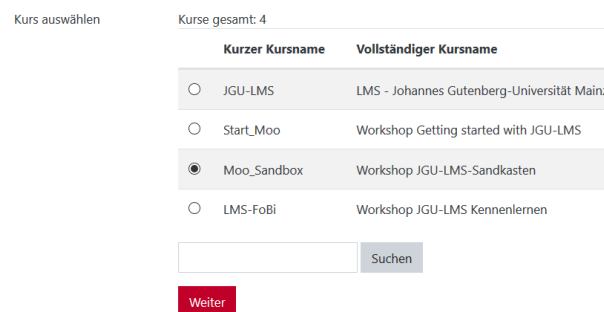 Kurs auswählen Kurse gesamt: 4
Kurzer Kursname Vollständiger Kursname
JGU-LMS LMS - Johannes Gutenberg-Universität Mainz
Start_Moo Workshop Getting started with JGU-LMS
Moo_Sandbox Workshop JGU-LMS-Sandkasten
LMS-FoBi Workshop JGU-LMS Kennenlernen
Suchen
Weiter